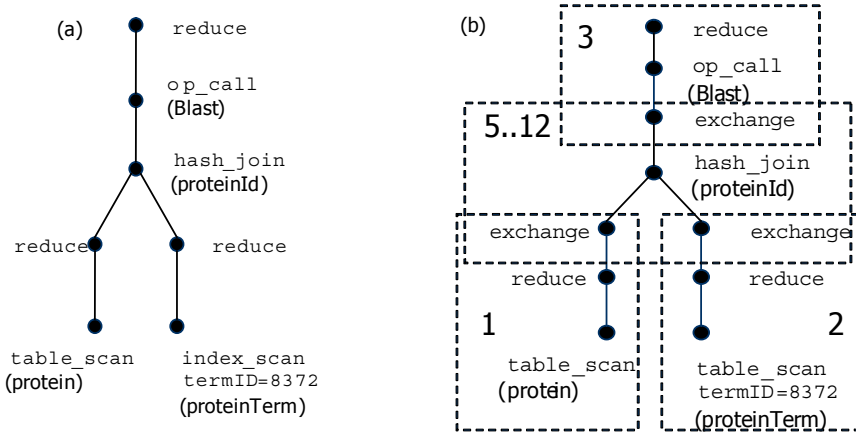 (a)
reduce
op_call
(Blast)
hash_join
(proteinId)
reduce
reduce
table_scan
(protein)
index_scan
termID=8372
(proteinTerm)
(b)
3
reduce
op_call
(Blast)
exchange
5..12
hash_join
(proteinId)
exchange
exchange
reduce
reduce
1
2
table_scan
(protein)
table_scan
termID=8372
(proteinTerm)